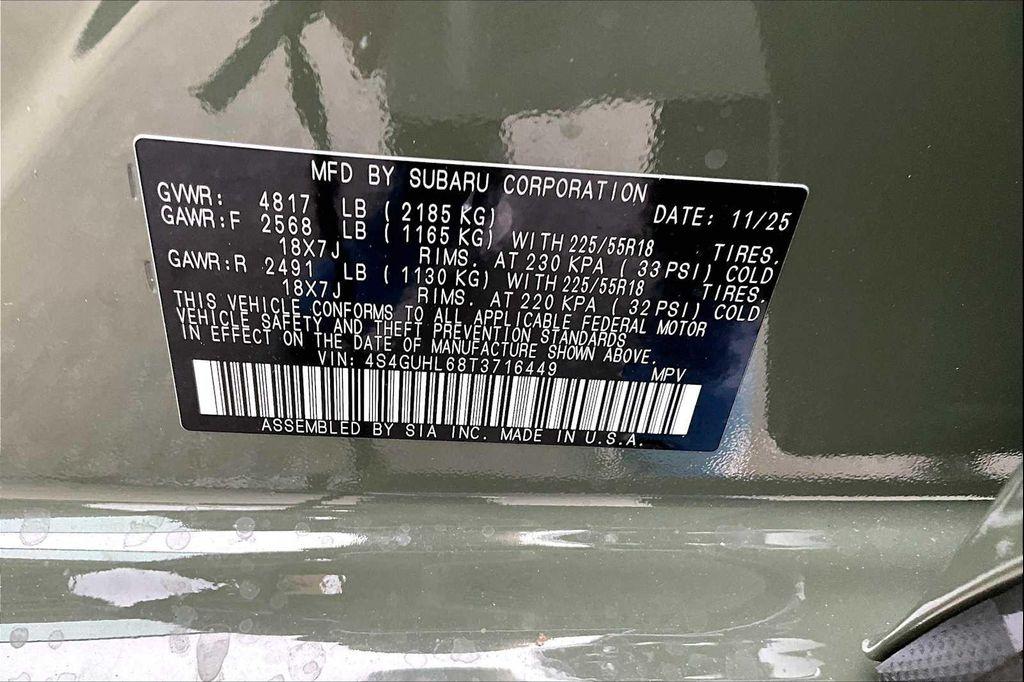 MFD BY SUBARU CORPORATION
GVWR: 4817 LB (2185 KG) DATE: 11/25
GAWR:F 2568 LB (1165 KG) WITH 225/55R18 TIRES,
18X7J RIMS. AT 230 KPA (33 PSI) COLD
GAWR:R 2491 LB (1130 KG) WITH 225/55R18 TIRES,
18X7J RIMS. AT 220 KPA (32 PSI) COLD
THIS VEHICLE CONFORMS TO ALL APPLICABLE FEDERAL MOTOR
VEHICLE SAFETY AND THEFT PREVENTION STANDARDS
IN EFFECT ON THE DATE OF MANUFACTURE SHOWN ABOVE.
VIN: 4S4GUHL68T3716449 MPV
ASSEMBLED BY SIA INC. MADE IN U.S.A.